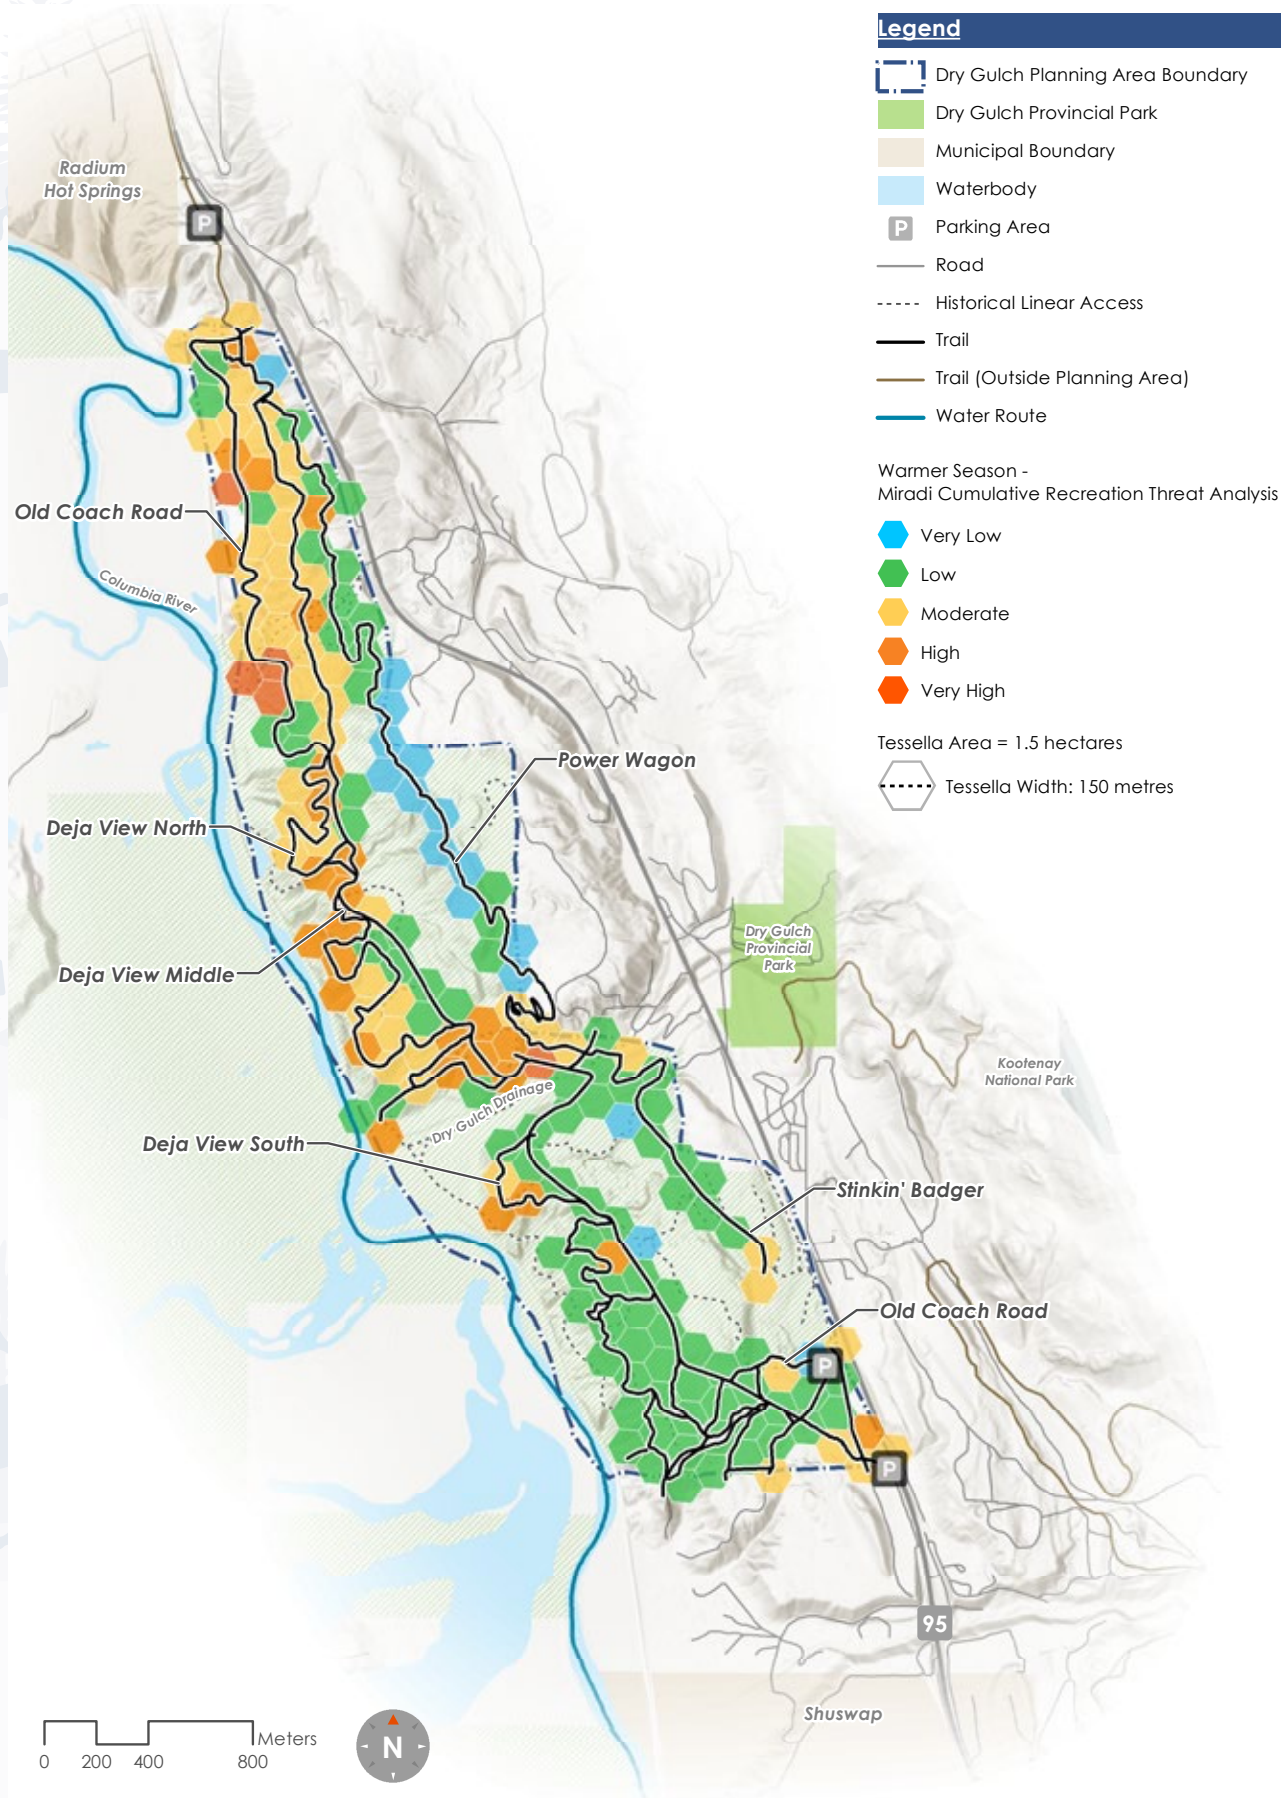 Legend
Dry Gulch Planning Area Boundary
Dry Gulch Provincial Park
Municipal Boundary
Waterbody
P Parking Area
Road
Historical Linear Access
Trail
Trail (Outside Planning Area)
Water Route
Warmer Season -
Miradi Cumulative Recreation Threat Analysis
Very Low
Low
Moderate
High
Very High
Tessella Area = 1.5 hectares
Tessella Width: 150 metres
Radium
Hot Springs
P
Old Coach Road
Columbia River
Power Wagon
Deja View North
Dry Gulch
Provincial
Park
Deja View Middle
Kootenay
National Park
Dry Gulch Drainage
Deja View South
Stinkin' Badger
Old Coach Road
P
P
95
Shuswap
Meters
0 200 400 800
N